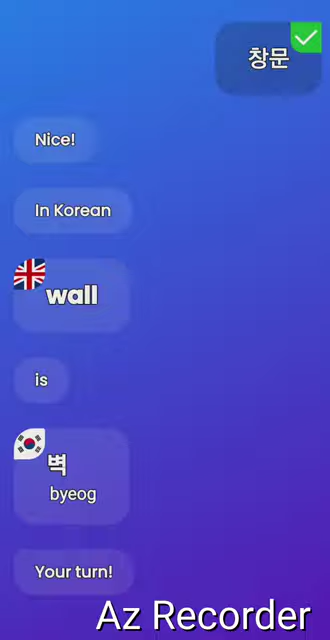 창문
Nice!
In Korean
wall
is
벽
byeog
Your turn!
Az Recorder